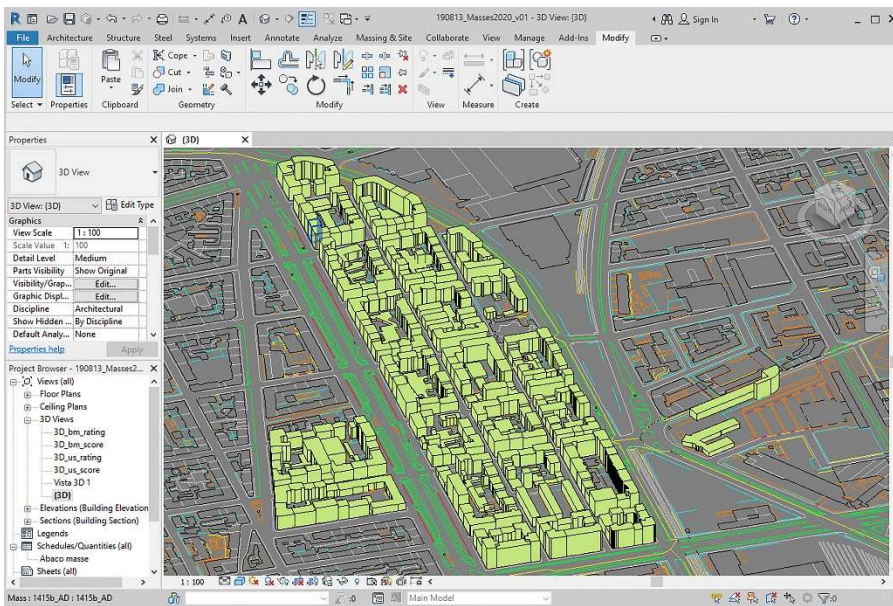 190813_Masses2020_v01 - 3D View: {3D}
Sign In
File Architecture Structure Steel Systems Insert Annotate Analyze Massing & Site Collaborate View Manage Add-Ins Modify
Modify
Paste
Cope
Cut
Join
Select Properties Clipboard Geometry Modify View Measure Create
Properties
{3D}
3D View
3D View: {3D}
Edit Type
Graphics
View Scale 1 : 100
Scale Value 1: 100
Detail Level Medium
Parts Visibility Show Original
Visibility/Grap... Edit...
Graphic Displ... Edit...
Discipline Architectural
Show Hidden ... By Discipline
Default Analy... None
Properties help Apply
Project Browser - 190813_Masses2...
Views (all)
Floor Plans
Ceiling Plans
3D Views
3D_bm_rating
3D_bm_score
3D_us_rating
3D_us_score
Vista 3D 1
{3D}
Elevations (Building Elevation
Sections (Building Section)
Legends
Schedules/Quantities (all)
Abaco masse
Sheets (all)
1 : 100
Mass : 1415b_AD : 1415b_AD
:0
Main Model
:0